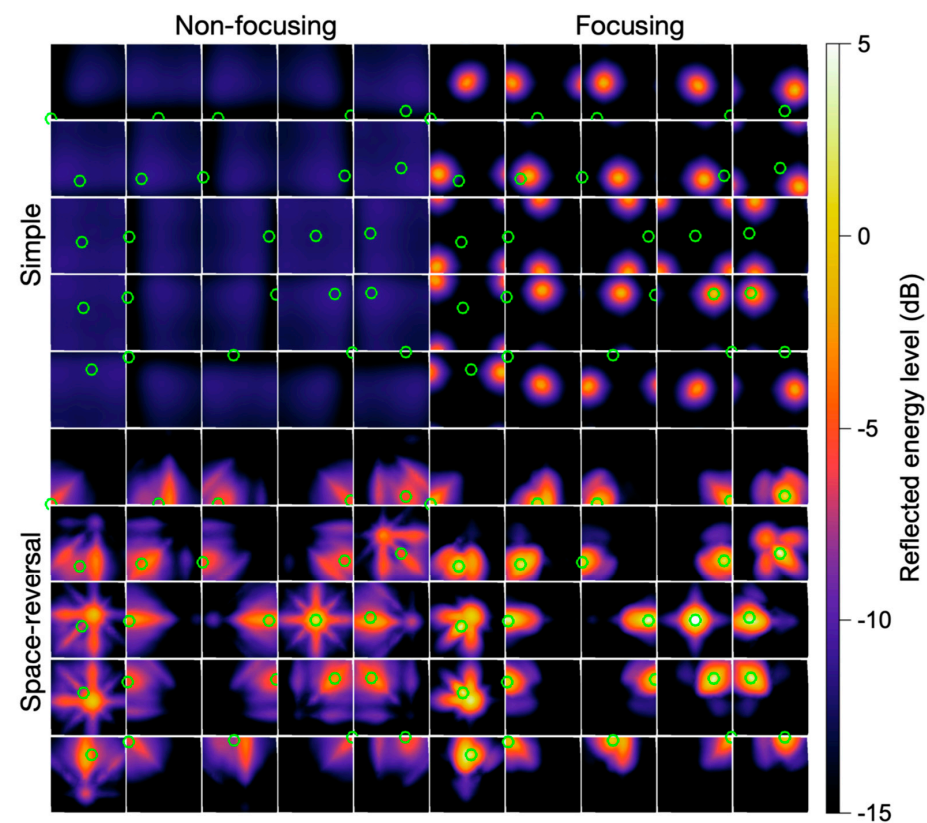 Non-focusing
Focusing
Simple
Space-reversal
5
0
-5
-10
-15
Reflected energy level (dB)